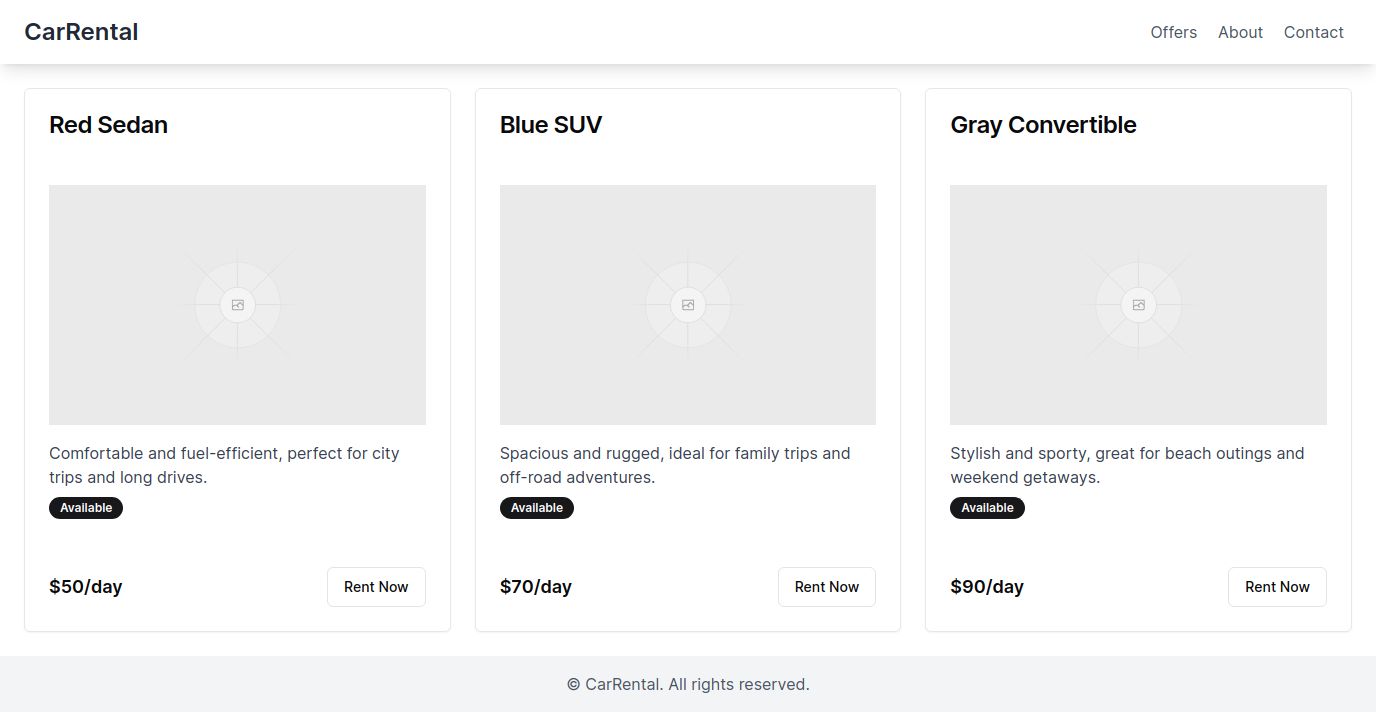 CarRental
Offers About Contact
Red Sedan
Comfortable and fuel-efficient, perfect for city
trips and long drives.
Available
$50/day
Rent Now
Blue SUV
Spacious and rugged, ideal for family trips and
off-road adventures.
Available
$70/day
Rent Now
Gray Convertible
Stylish and sporty, great for beach outings and
weekend getaways.
Available
$90/day
Rent Now
© CarRental. All rights reserved.